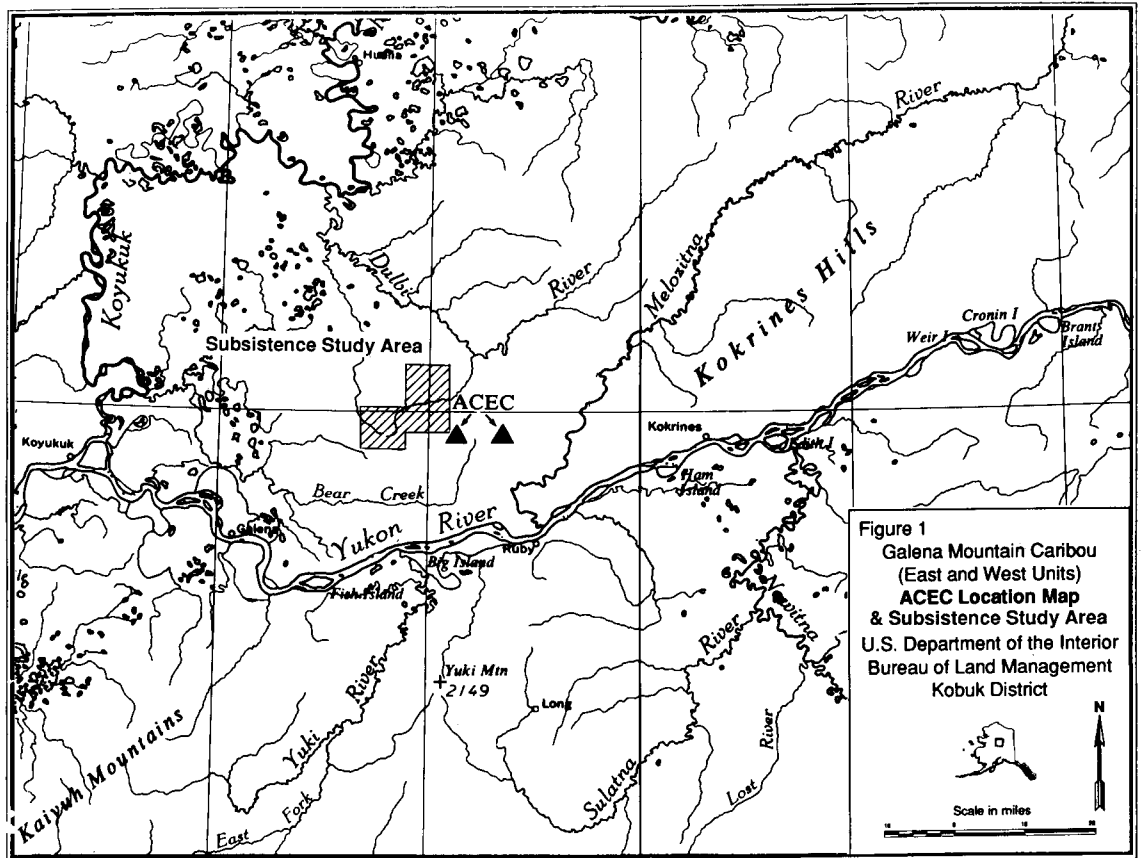 Huslia
River
Koyukuk
Dulbi
River
Melozitna
Kokrines Hills
Cronin I
Weir I
Brants
Island
Subsistence Study Area
ACEC
Koyukuk
Kokrines
Edith I
Ham
Island
Bear Creek
Galena
Yukon River
Ruby
Big Island
Fish Island
Nowitna
River
Yuki Mtn
2149
Long
Yuki River
Kaiyuh Mountains
East Fork
Sulatna
Lost River
Figure 1
Galena Mountain Caribou
(East and West Units)
ACEC Location Map
& Subsistence Study Area
U.S. Department of the Interior
Bureau of Land Management
Kobuk District
N
Scale in miles